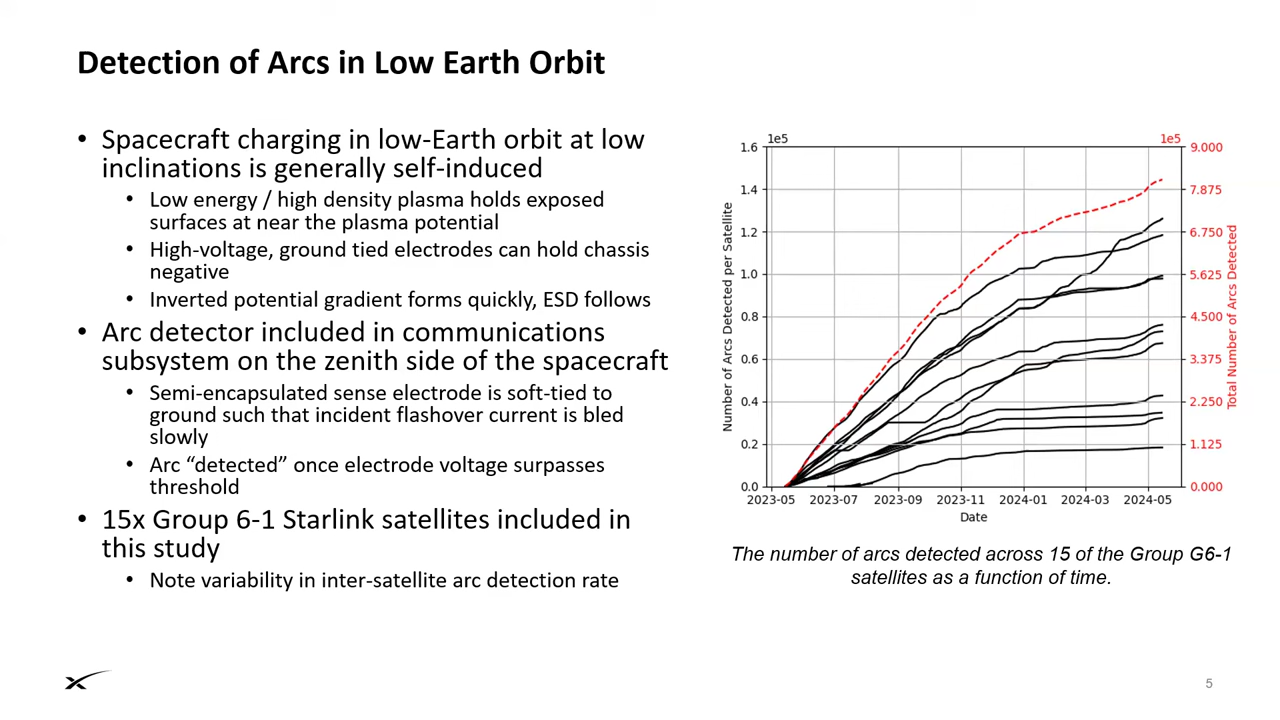 Detection of Arcs in Low Earth Orbit
• Spacecraft charging in low-Earth orbit at low
inclinations is generally self-induced
• Low energy / high density plasma holds exposed
surfaces at near the plasma potential
• High-voltage, ground tied electrodes can hold chassis
negative
• Inverted potential gradient forms quickly, ESD follows
• Arc detector included in communications
subsystem on the zenith side of the spacecraft
• Semi-encapsulated sense electrode is soft-tied to
ground such that incident flashover current is bled
slowly
• Arc “detected” once electrode voltage surpasses
threshold
• 15x Group 6-1 Starlink satellites included in
this study
• Note variability in inter-satellite arc detection rate
1e5
1e5
1.6
1.4
1.2
1.0
0.8
0.6
0.4
0.2
0.0
Number of Arcs Detected per Satellite
9.000
7.875
6.750
5.625
4.500
3.375
2.250
1.125
0.000
Total Number of Arcs Detected
2023-05 2023-07 2023-09 2023-11 2024-01 2024-03 2024-05
Date
The number of arcs detected across 15 of the Group G6-1
satellites as a function of time.
5